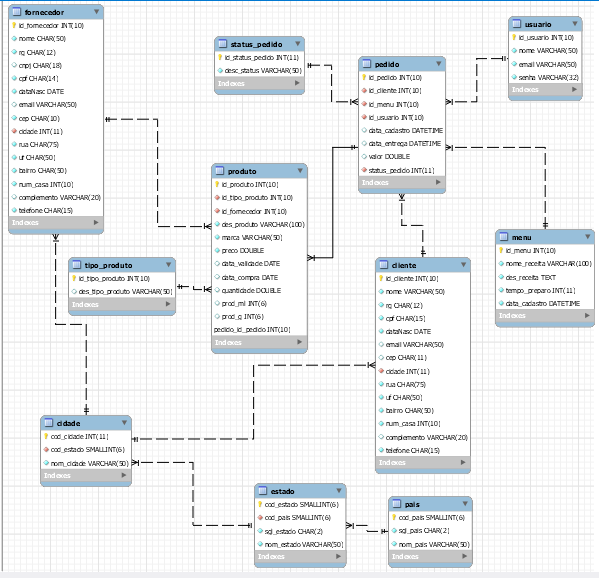 fornecedor
id_fornecedor INT(10)
nome CHAR(50)
rg CHAR(12)
cnpj CHAR(18)
cpf CHAR(14)
dataNasc DATE
email VARCHAR(50)
cep CHAR(10)
cidade INT(11)
rua CHAR(75)
uf CHAR(50)
bairro CHAR(50)
num_casa INT(10)
complemento VARCHAR(20)
telefone CHAR(15)
Indexes
status_pedido
id_status_pedido INT(11)
desc_status VARCHAR(50)
Indexes
pedido
id_pedido INT(10)
id_cliente INT(10)
id_menu INT(10)
id_usuario INT(10)
data_cadastro DATETIME
data_entrega DATETIME
valor DOUBLE
status_pedido INT(11)
Indexes
usuario
id_usuario INT(10)
nome VARCHAR(50)
email VARCHAR(50)
senha VARCHAR(32)
Indexes
produto
id_produto INT(10)
id_tipo_produto INT(10)
id_fornecedor INT(10)
des_produto VARCHAR(100)
marca VARCHAR(50)
preco DOUBLE
data_validade DATE
data_compra DATE
quantidade DOUBLE
prod_ml INT(6)
prod_g INT(6)
pedido_id_pedido INT(10)
Indexes
tipo_produto
id_tipo_produto INT(10)
des_tipo_produto VARCHAR(50)
Indexes
cliente
id_cliente INT(10)
nome VARCHAR(50)
rg CHAR(12)
cpf CHAR(15)
dataNasc DATE
email VARCHAR(50)
cep CHAR(11)
cidade INT(11)
rua CHAR(75)
uf CHAR(50)
bairro CHAR(50)
num_casa INT(10)
complemento VARCHAR(20)
telefone CHAR(15)
Indexes
menu
id_menu INT(10)
nome_receita VARCHAR(100)
des_receita TEXT
tempo_preparo INT(11)
data_cadastro DATETIME
Indexes
cidade
cod_cidade INT(11)
cod_estado SMALLINT(6)
nom_cidade VARCHAR(50)
Indexes
estado
cod_estado SMALLINT(6)
cod_pais SMALLINT(6)
sgl_estado CHAR(2)
nom_estado VARCHAR(50)
Indexes
pais
cod_pais SMALLINT(6)
sgl_pais CHAR(2)
nom_pais VARCHAR(50)
Indexes